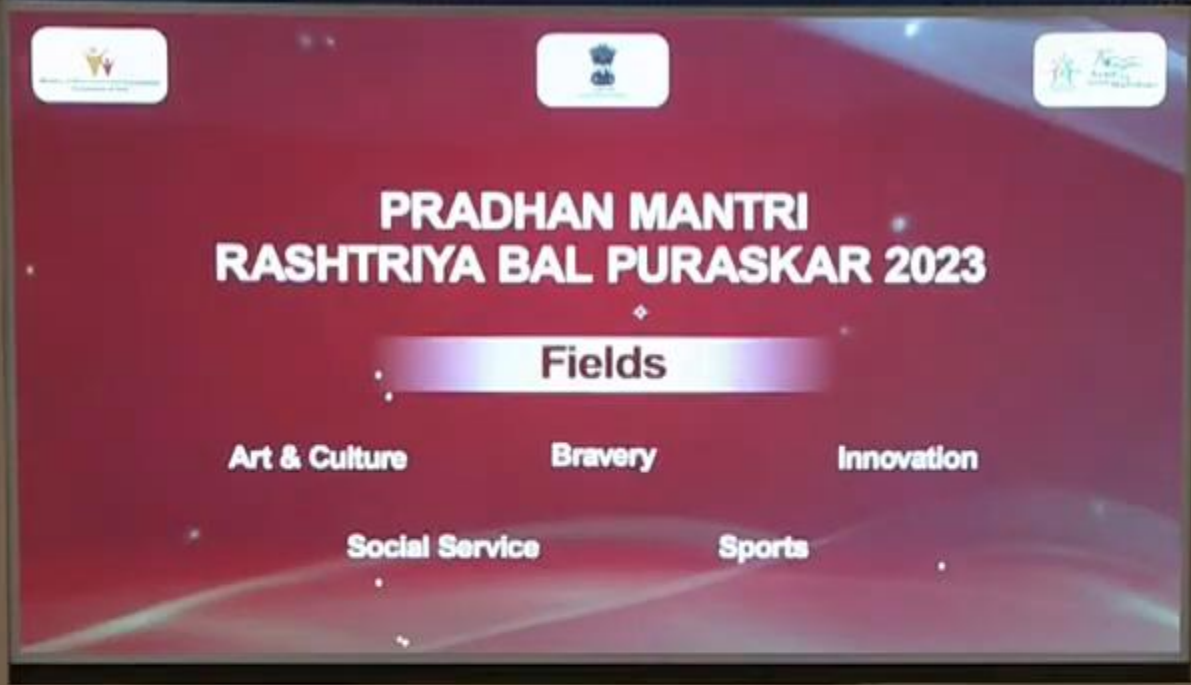 PRADHAN MANTRI
RASHTRIYA BAL PURASKAR 2023
Fields
Art & Culture Bravery Innovation
Social Service Sports